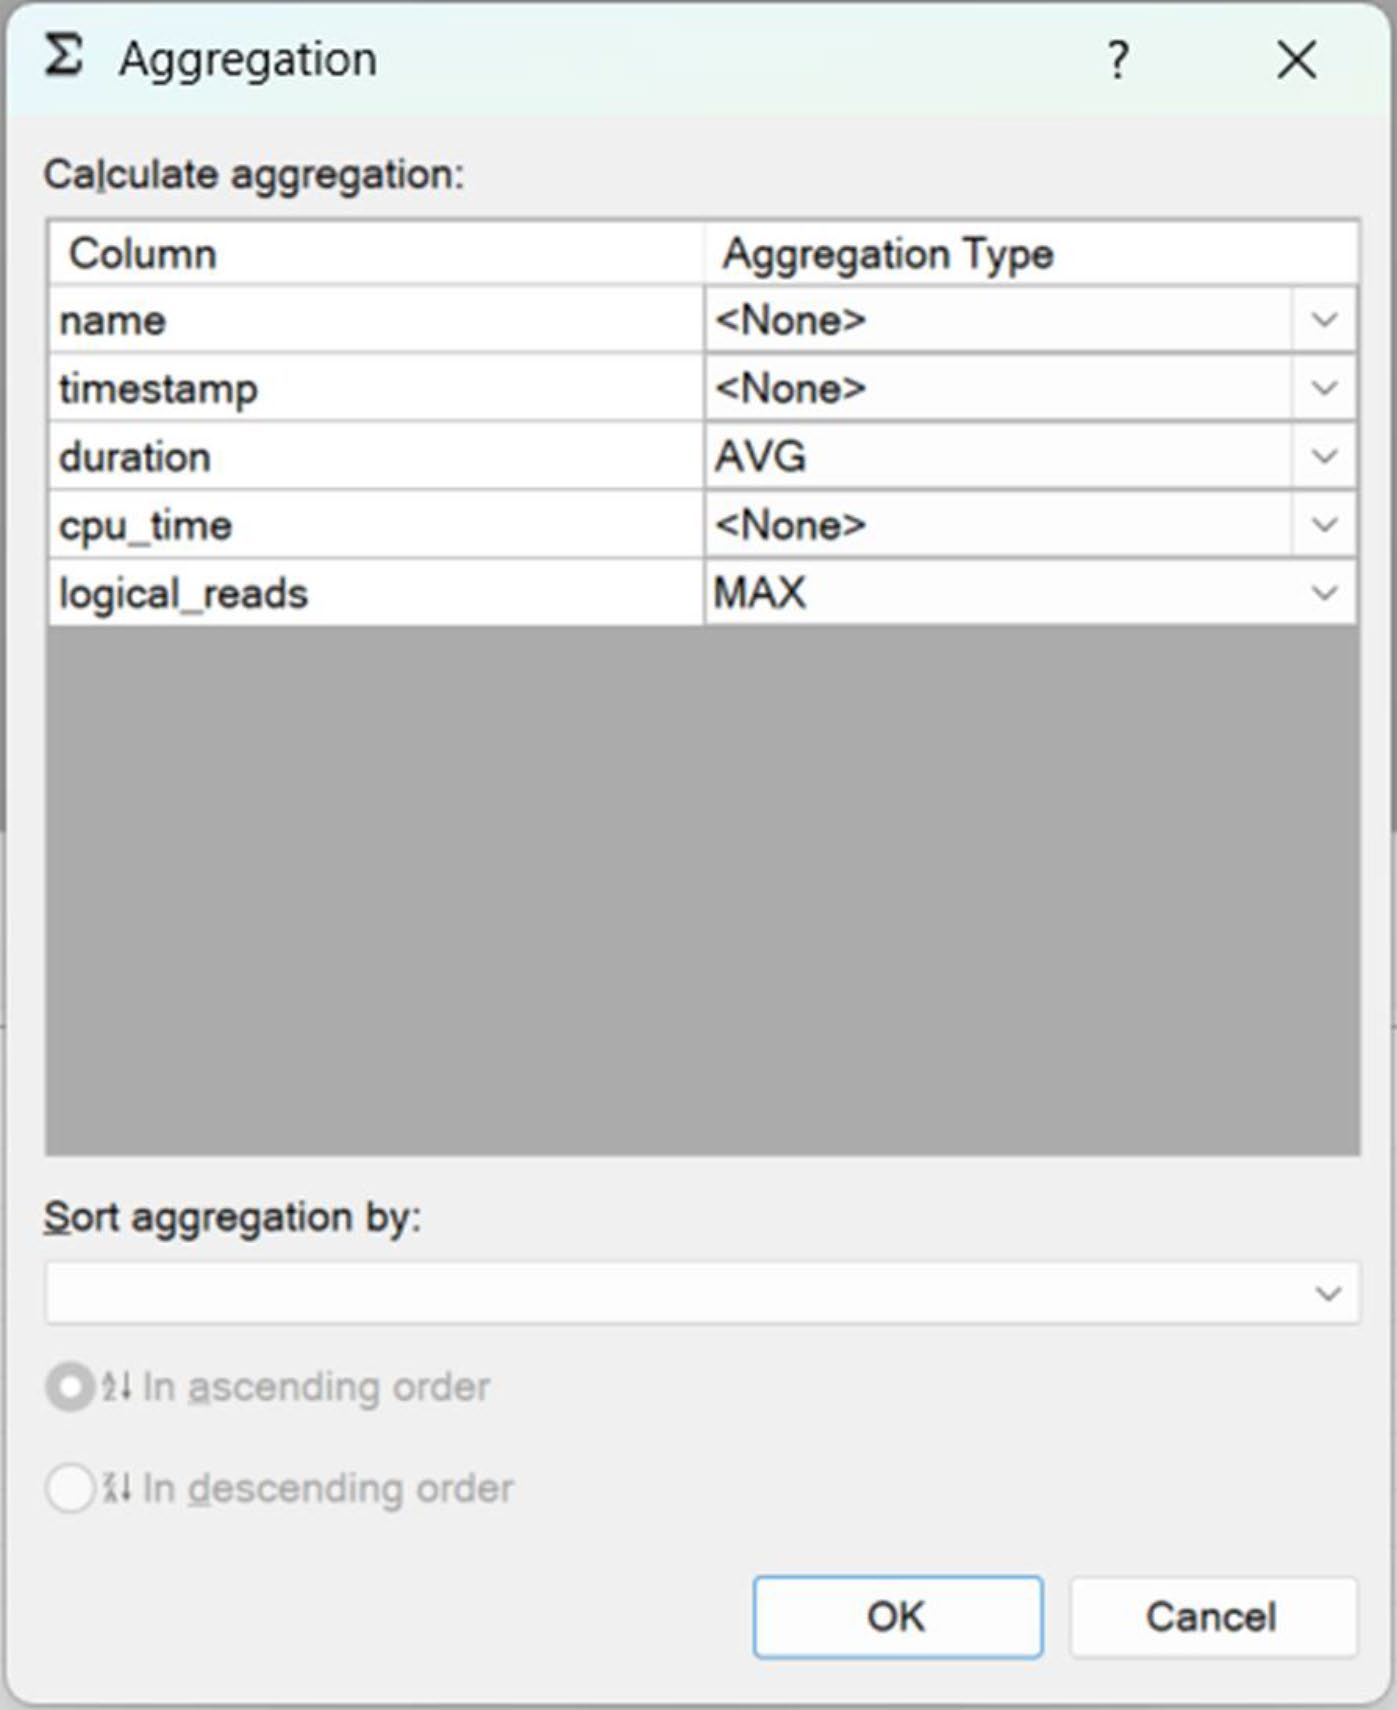 Σ Aggregation ? X
Calculate aggregation:
Column Aggregation Type
name <None>
timestamp <None>
duration AVG
cpu_time <None>
logical_reads MAX
Sort aggregation by:
In ascending order
In descending order
OK Cancel